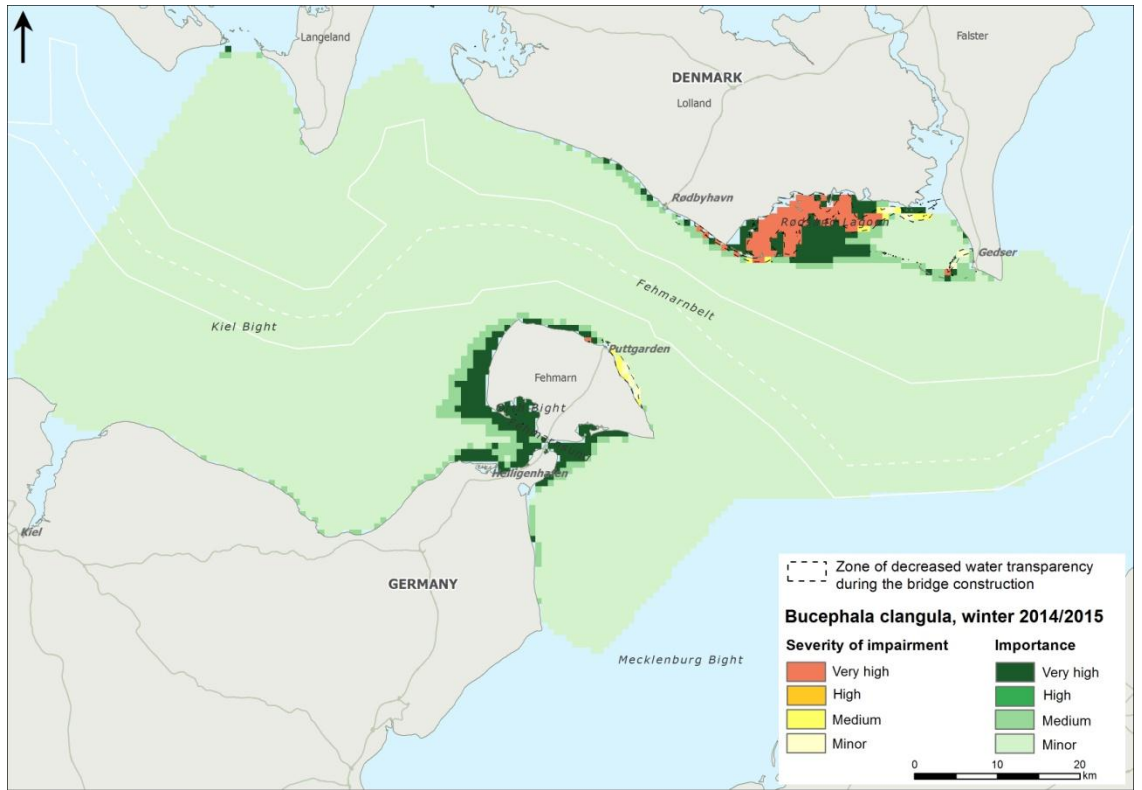 Langeland
Falster
DENMARK
Lolland
Rødbyhavn
Rødsand Lagoon
Gedser
Fehmarnbelt
Kiel Bight
Puttgarden
Fehmarn
Bight
Heiligenhafen
Kiel
GERMANY
Mecklenburg Bight
Zone of decreased water transparency
during the bridge construction
Bucephala clangula, winter 2014/2015
Severity of impairment Importance
Very high Very high
High High
Medium Medium
Minor Minor
0 10 20
km